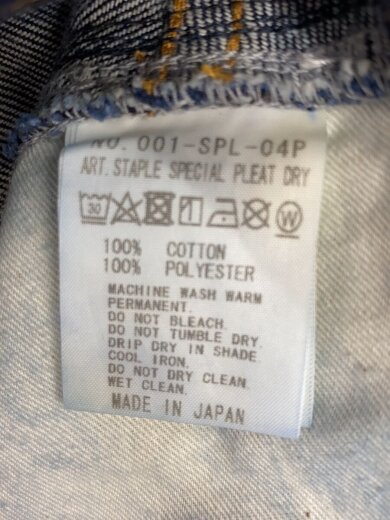 NO. 001-SPL-04P
ART. STAPLE SPECIAL PLEAT DRY
30 W
100% COTTON
100% POLYESTER
MACHINE WASH WARM
PERMANENT.
DO NOT BLEACH.
DO NOT TUMBLE DRY.
DRIP DRY IN SHADE.
COOL IRON.
DO NOT DRY CLEAN.
WET CLEAN.
MADE IN JAPAN